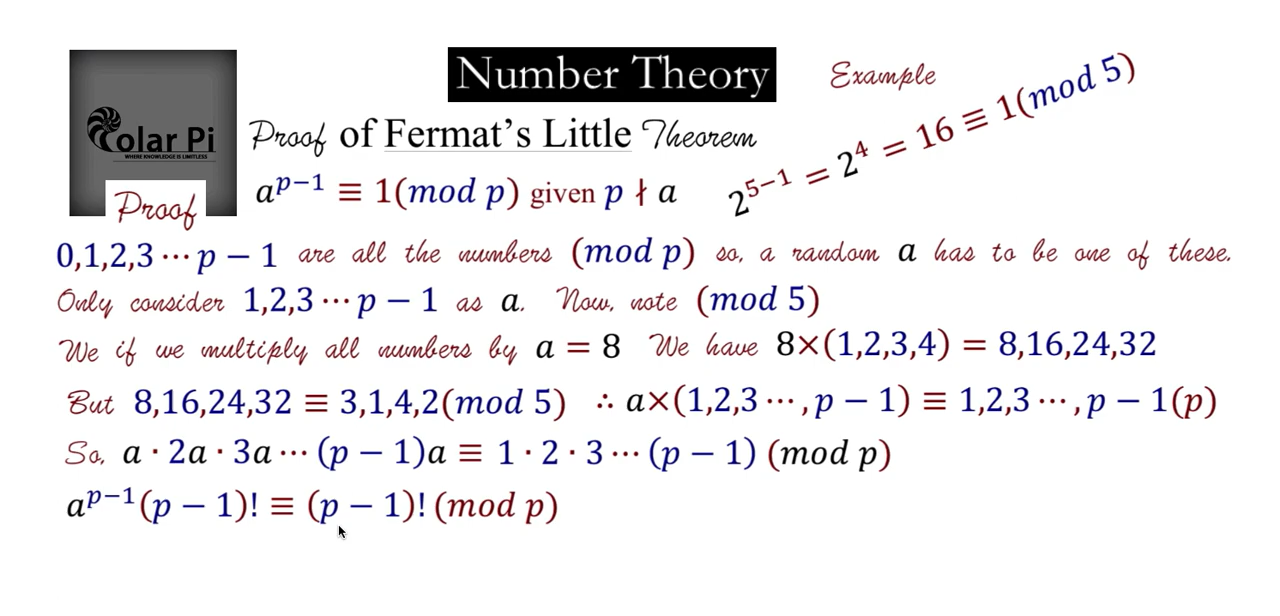 Number Theory
Example
2^{5−1} = 2^4 = 16 ≡ 1(mod 5)
olar Pi
WHERE KNOWLEDGE IS LIMITLESS
Proof of Fermat's Little Theorem
a^{p−1} ≡ 1(mod p) given p ∤ a
Proof
0,1,2,3 ⋯ p − 1 are all the numbers (mod p) so, a random a has to be one of these.
Only consider 1,2,3 ⋯ p − 1 as a. Now, note (mod 5)
We if we multiply all numbers by a = 8 We have 8×(1,2,3,4) = 8,16,24,32
But 8,16,24,32 ≡ 3,1,4,2(mod 5) ∴ a×(1,2,3 ⋯, p − 1) ≡ 1,2,3 ⋯, p − 1(p)
So, a · 2a · 3a ⋯ (p − 1)a ≡ 1 · 2 · 3 ⋯ (p − 1) (mod p)
a^{p−1}(p − 1)! ≡ (p − 1)! (mod p)